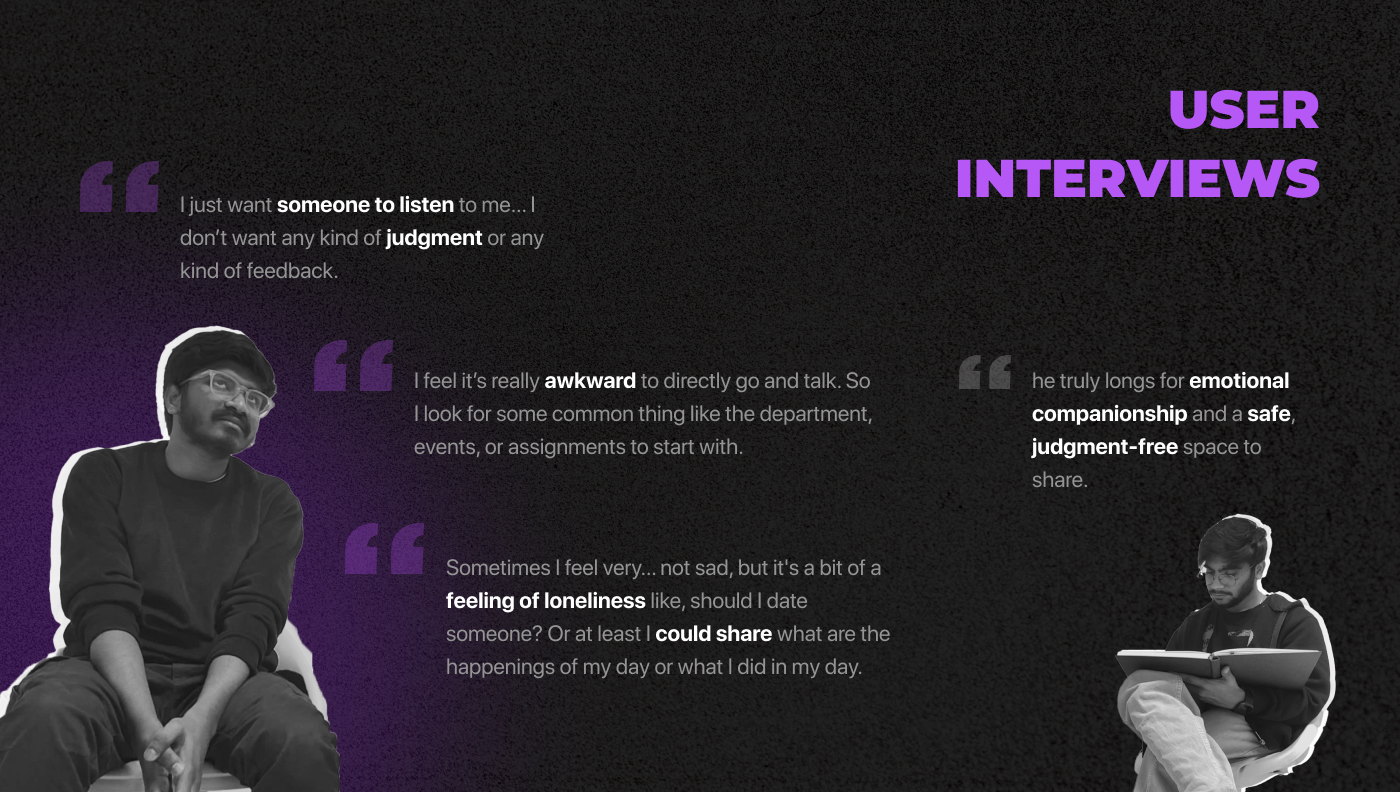 USER
INTERVIEWS
I just want someone to listen to me... I
don’t want any kind of judgment or any
kind of feedback.
I feel it’s really awkward to directly go and talk. So
I look for some common thing like the department,
events, or assignments to start with.
he truly longs for emotional
companionship and a safe,
judgment-free space to
share.
Sometimes I feel very... not sad, but it's a bit of a
feeling of loneliness like, should I date
someone? Or at least I could share what are the
happenings of my day or what I did in my day.